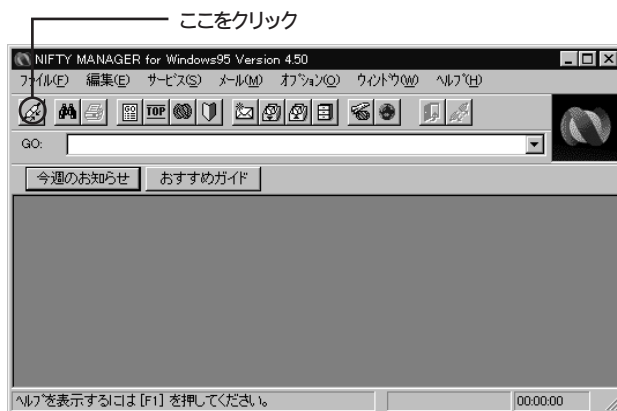 ここをクリック
NIFTY MANAGER for Windows95 Version 4.50
ファイル(F) 編集(E) サービス(S) メール(M) オプション(O) ウィンドウ(W) ヘルプ(H)
TOP
GO:
今週のお知らせ おすすめガイド
ヘルプを表示するには [F1] を押してください。 00:00:00